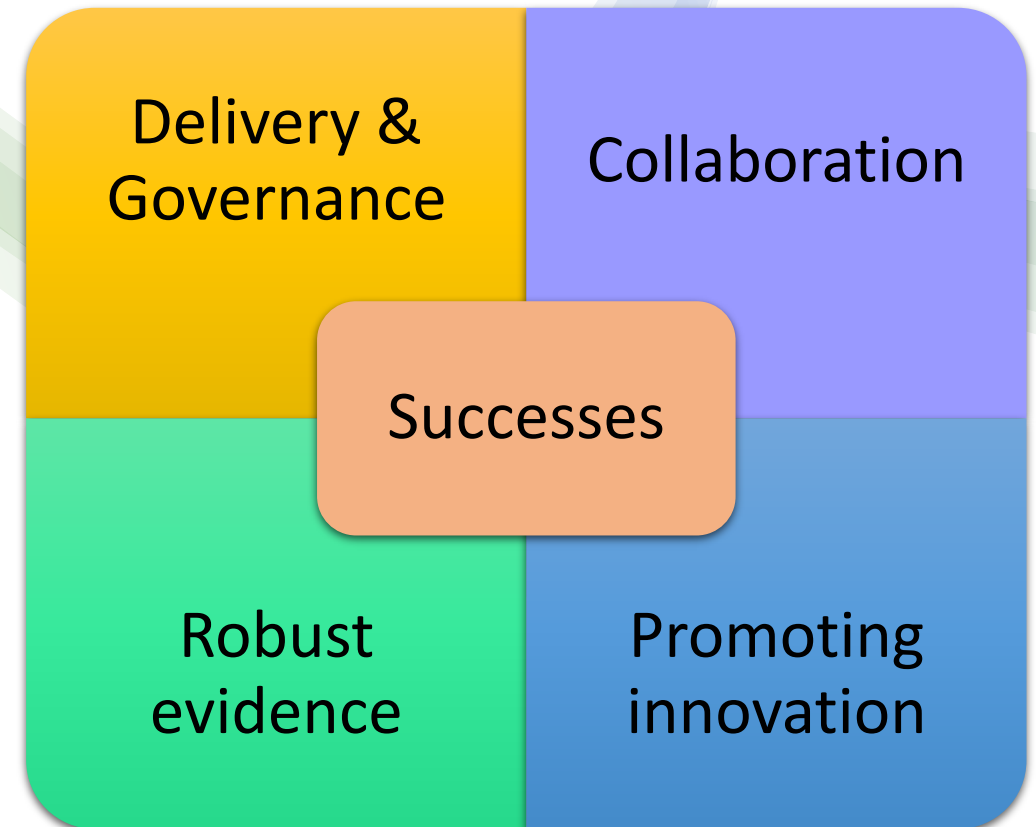 Delivery &
Governance
Collaboration
Successes
Robust
evidence
Promoting
innovation